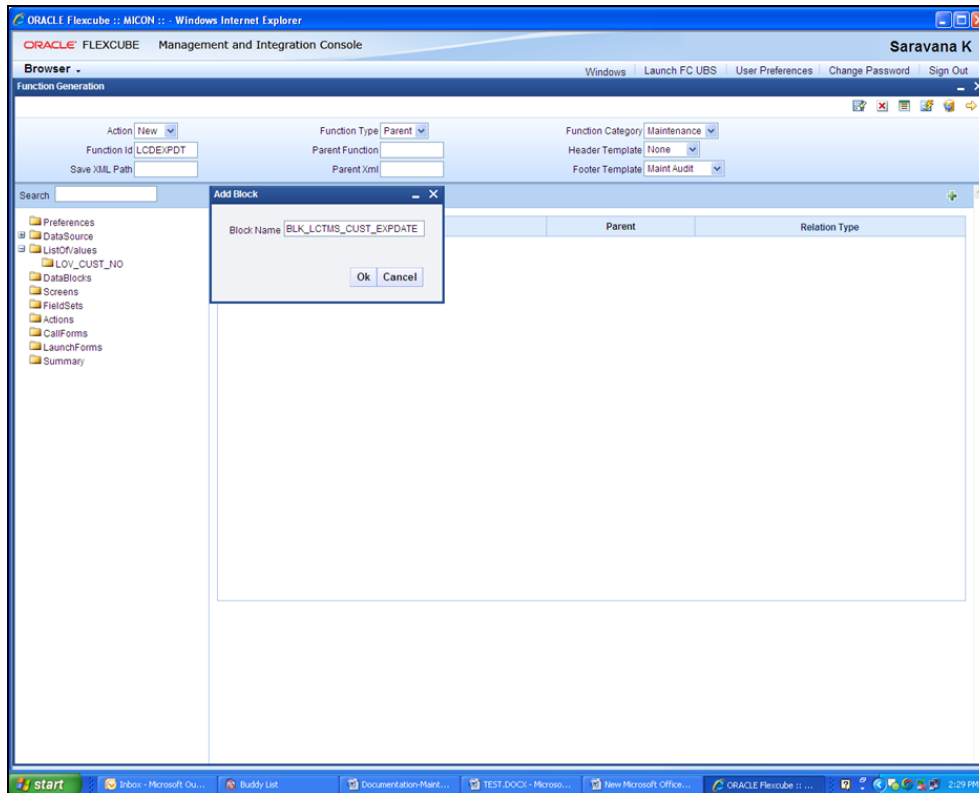 ORACLE Flexcube :: MICON :: - Windows Internet Explorer
ORACLE FLEXCUBE Management and Integration Console
Saravana K
Browser
Windows Launch FC UBS User Preferences Change Password Sign Out
Function Generation
Action New Function Type Parent Function Category Maintenance
Function Id LCDEXPDT Parent Function Header Template None
Save XML Path Parent Xml Footer Template Maint Audit
Search
Add Block
Block Name BLK_LCTMS_CUST_EXPDATE
Ok Cancel
Parent Relation Type
Preferences
DataSource
ListOfValues
LOV_CUST_NO
DataBlocks
Screens
FieldSets
Actions
CallForms
LaunchForms
Summary
start Inbox - Microsoft Ou... Buddy List Documentation-Maint... TEST.DOCX - Microso... New Microsoft Office... ORACLE Flexcube :: ... 2:29 PM